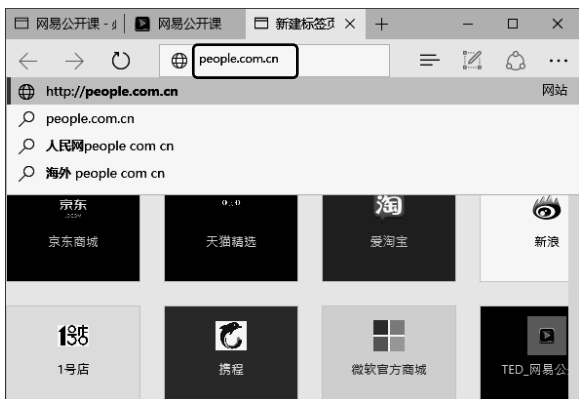 网易公开课 - 网易公开课 新建标签页
people.com.cn
http://people.com.cn 网站
people.com.cn
人民网people com cn
海外 people com cn
京东 淘
京东商城 天猫精选 爱淘宝 新浪
1号店
1号店 携程 微软官方商城 TED_网易公